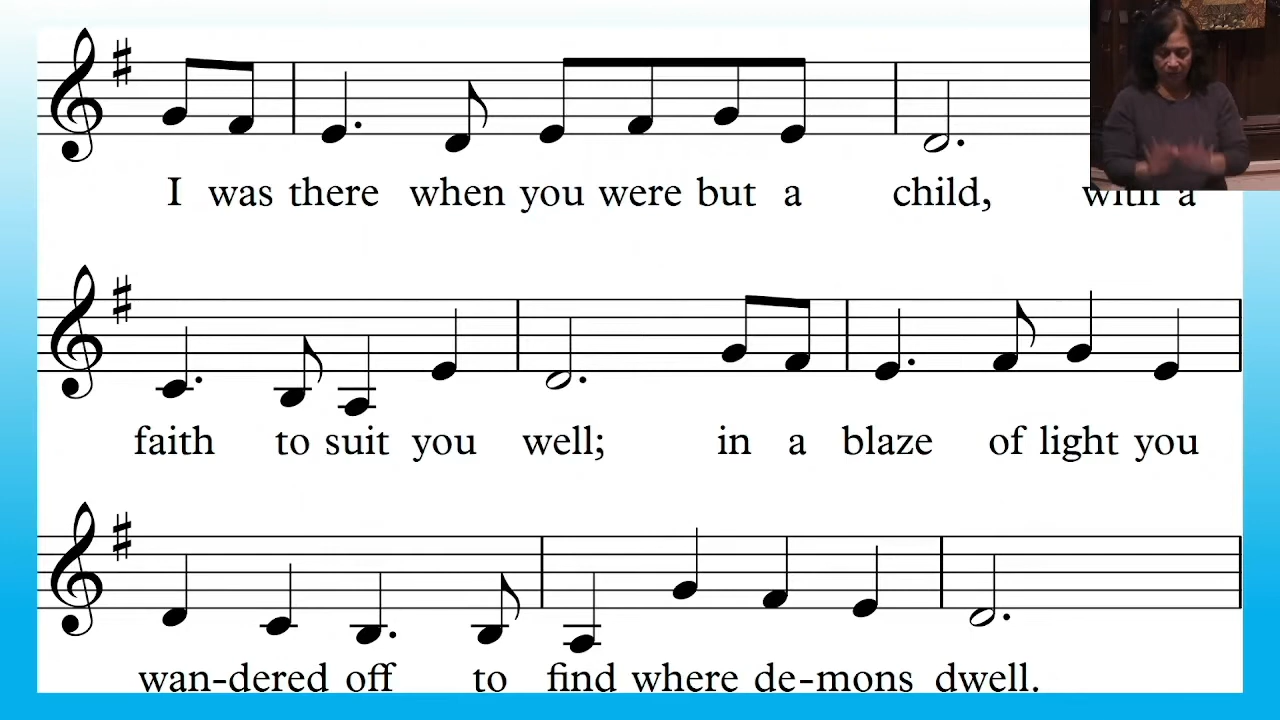 I was there when you were but a child, with a
faith to suit you well; in a blaze of light you
wan-dered off to find where de-mons dwell.